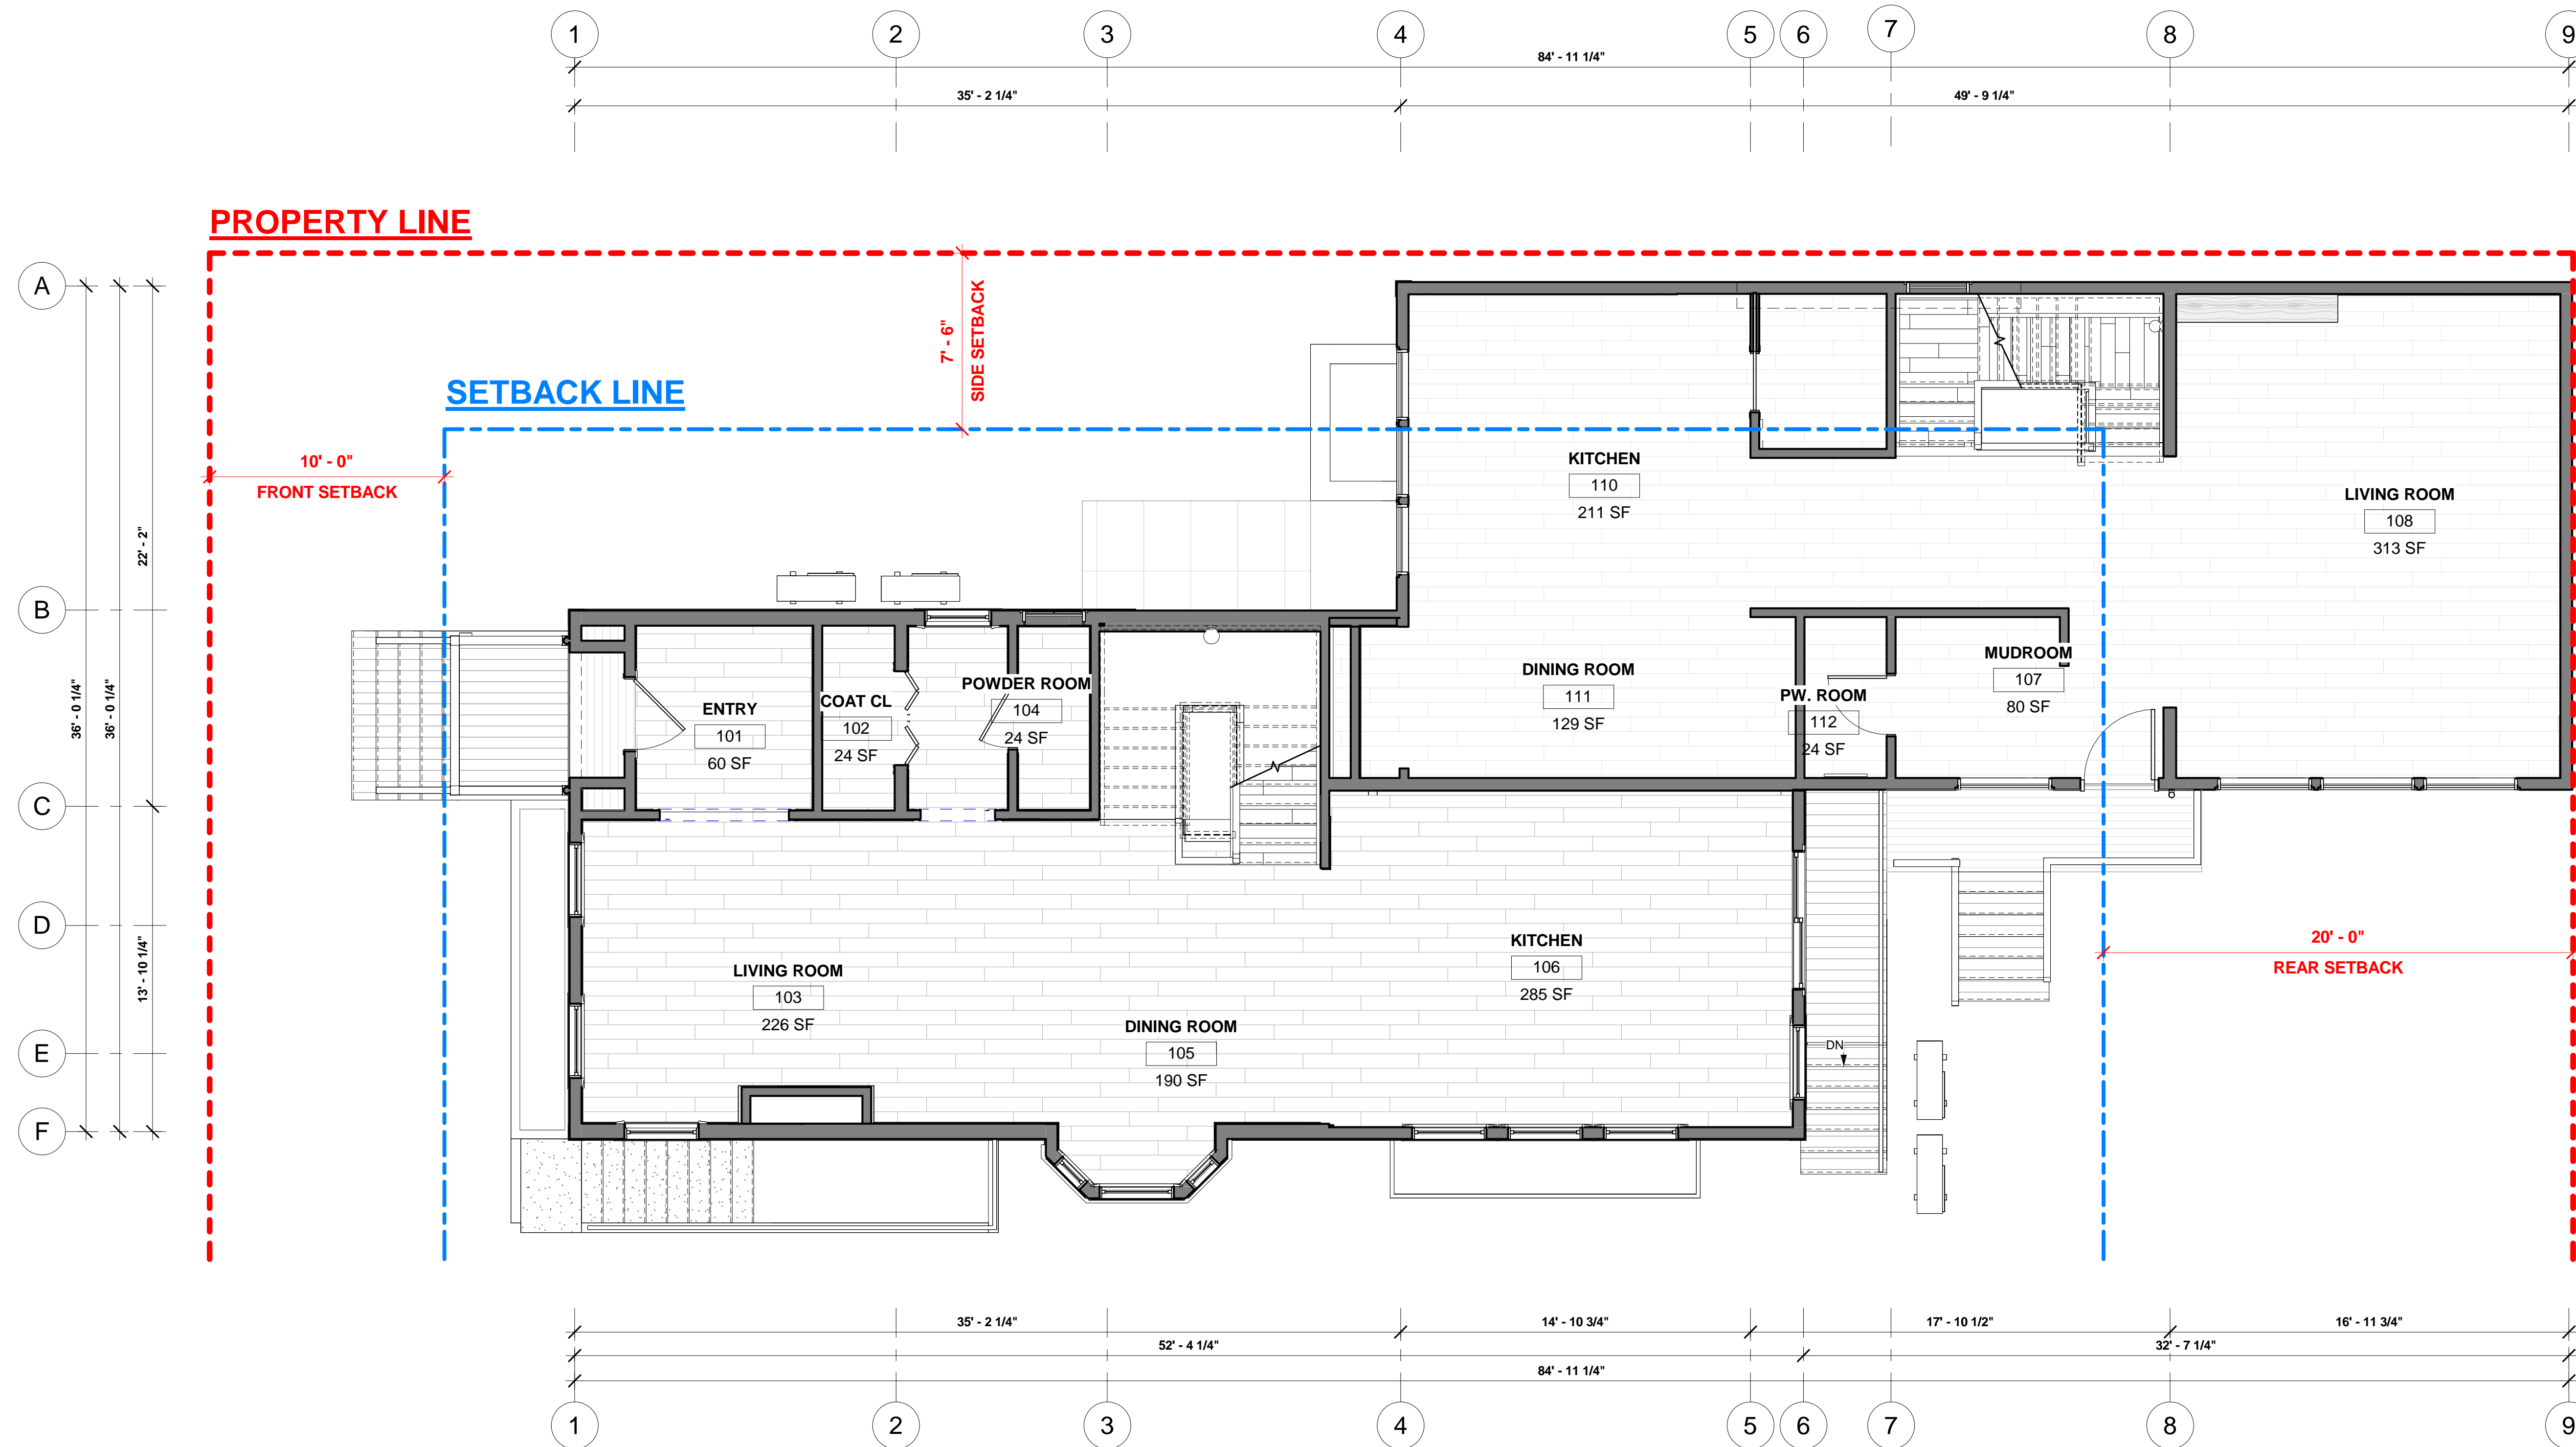 1 2 3 4 5 6 7 8 9
84' - 11 1/4"
35' - 2 1/4" 49' - 9 1/4"
PROPERTY LINE
A
7' - 6"
SIDE SETBACK
SETBACK LINE
10' - 0"
FRONT SETBACK
KITCHEN
110
211 SF
LIVING ROOM
108
313 SF
22' - 2"
B
36' - 0 1/4"
36' - 0 1/4"
ENTRY
101
60 SF
COAT CL
102
24 SF
POWDER ROOM
104
24 SF
DINING ROOM
111
129 SF
PW. ROOM
112
24 SF
MUDROOM
107
80 SF
C
D
13' - 10 1/4"
LIVING ROOM
103
226 SF
KITCHEN
106
285 SF
20' - 0"
REAR SETBACK
DINING ROOM
105
190 SF
DN
E
F
35' - 2 1/4" 14' - 10 3/4" 17' - 10 1/2" 16' - 11 3/4"
52' - 4 1/4" 32' - 7 1/4"
84' - 11 1/4"
1 2 3 4 5 6 7 8 9